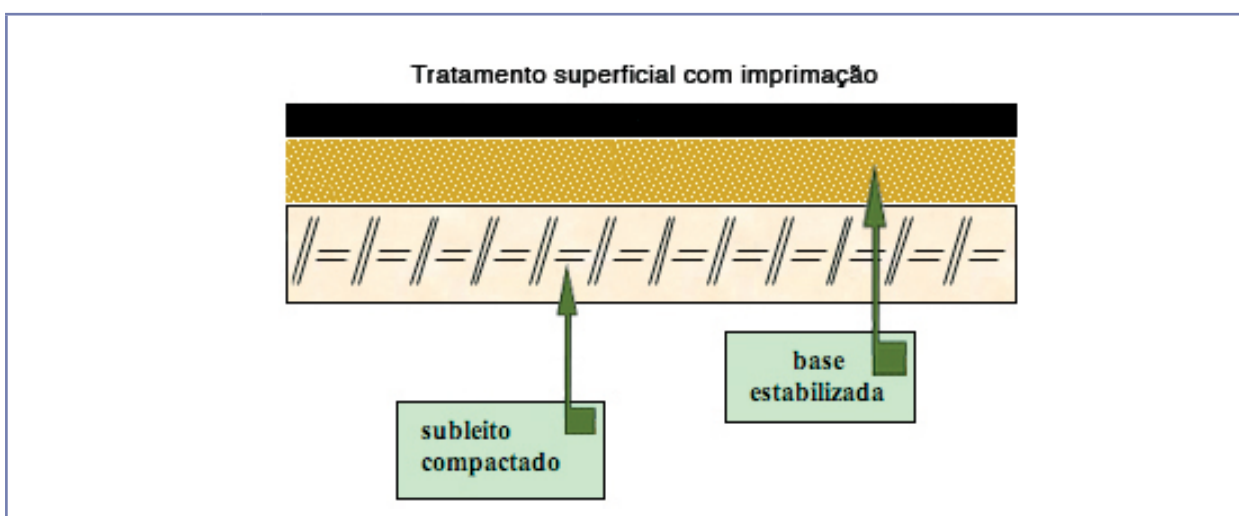 Tratamento superficial com imprimação
base
estabilizada
subleito
compactado